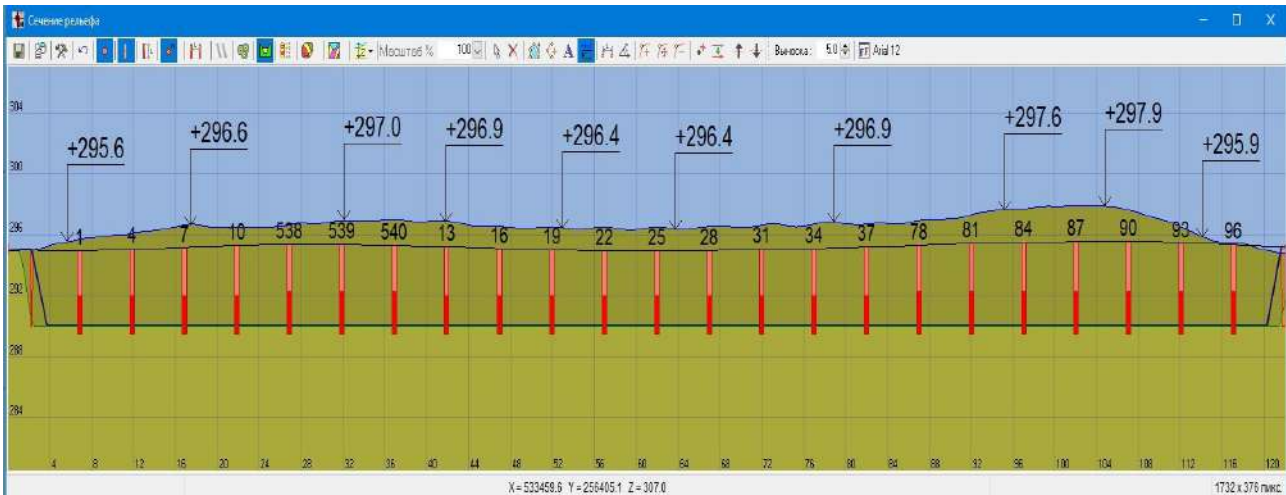 Сечение рельефа
Масштаб % 100 A Выноска: 5.0 Arial 12
304
+295.6 +296.6 +297.0 +296.9 +296.4 +296.4 +296.9 +297.6 +297.9 +295.9
300
296
1 4 7 10 538 539 540 13 16 19 22 25 28 31 34 37 78 81 84 87 90 93 96
292
288
284
4 8 12 16 20 24 28 32 36 40 44 48 52 56 60 64 68 72 76 80 84 88 92 96 100 104 108 112 116 120
X = 533459.6 Y = 256405.1 Z = 307.0 1732 x 376 пикс.